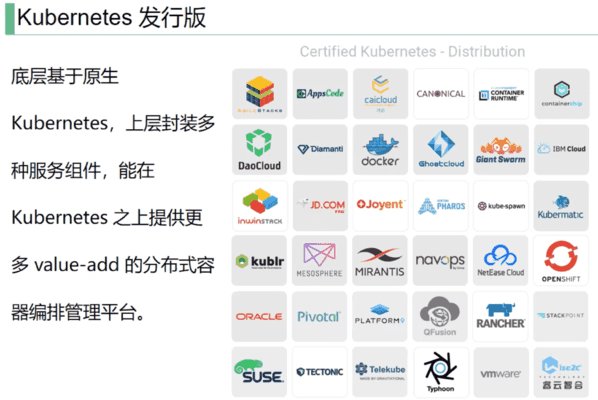 Kubernetes 发行版
Certified Kubernetes - Distribution
底层基于原生
Kubernetes，上层封装多
种服务组件，能在
Kubernetes 之上提供更
多 value-add 的分布式容
器编排管理平台。
AppsCode
caicloud
CANONICAL
CONTAINER
RUNTIME
containership
DaoCloud
Diamanti
docker
Ghostcloud
Giant Swarm
IBM Cloud
inwinSTACK
JD.COM
Joyent
PHAROS
kube-spawn
Kubermatic
kublr
MESOSPHERE
MIRANTIS
navops
NetEase Cloud
OPENSHIFT
ORACLE
Pivotal
PLATFORM9
QFusion
RANCHER
STACKPOINT
SUSE
TECTONIC
Telekube
Typhoon
vmware
Wise2C
睿云智合